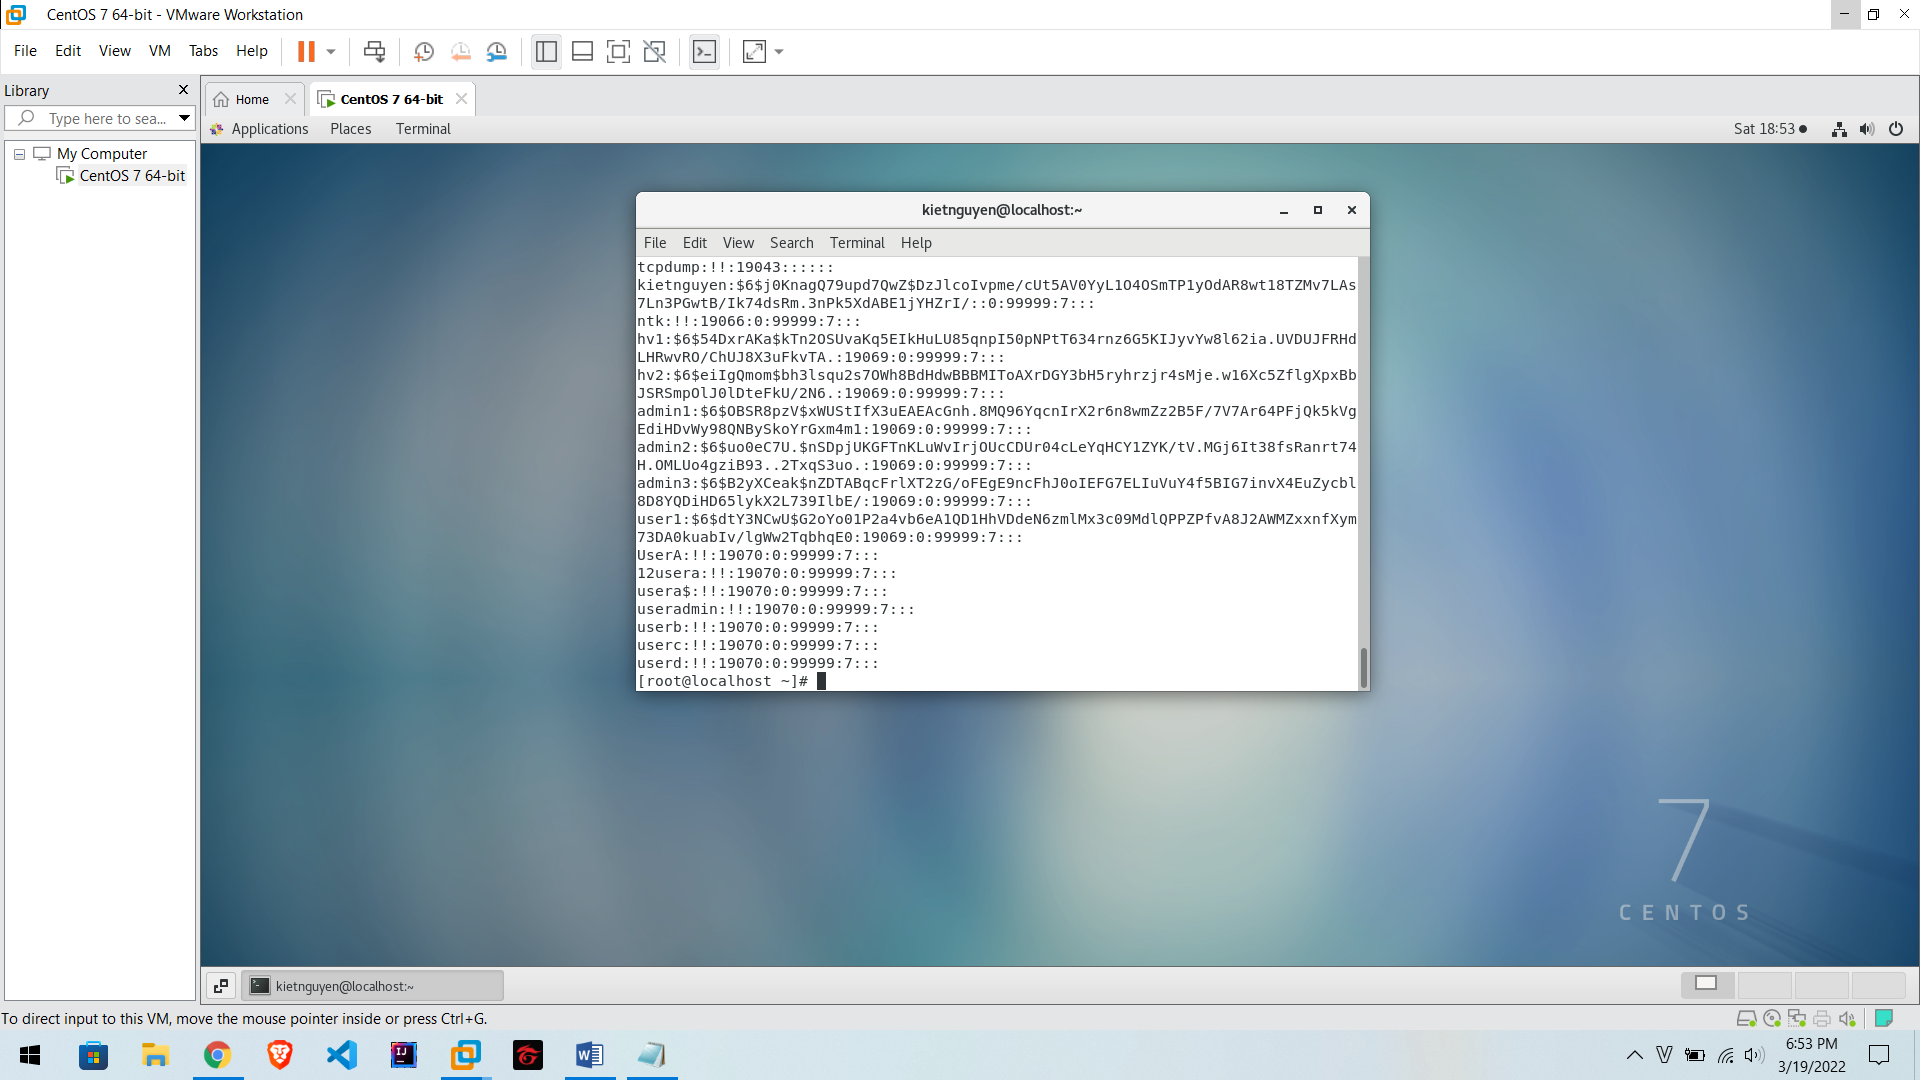 CentOS 7 64-bit - VMware Workstation
File Edit View VM Tabs Help
Library
Type here to sea...
My Computer
CentOS 7 64-bit
Home
CentOS 7 64-bit
Applications Places Terminal
Sat 18:53
kietnguyen@localhost:~
File Edit View Search Terminal Help
tcpdump:!!:19043::::::
kietnguyen:$6$j0KnagQ79upd7QwZ$DzJlcoIvpme/cUt5AV0YyL1O4OSmTP1yOdAR8wt18TZMv7LAs
7Ln3PGwtB/Ik74dsRm.3nPk5XdABE1jYHZrI/::0:99999:7:::
ntk:!!:19066:0:99999:7:::
hv1:$6$54DxrAKa$kTn2OSUvaKq5EIkHuLU85qnpI50pNPtT634rnz6G5KIJyvYw8l62ia.UVDUJFRHd
LHRwvRO/ChUJ8X3uFkvTA.:19069:0:99999:7:::
hv2:$6$eiIgQmom$bh3lsqu2s7OWh8BdHdwBBBMIToAXrDGY3bH5ryhrzjr4sMje.w16Xc5ZflgXpxBb
JSRSmpOlJ0lDteFkU/2N6.:19069:0:99999:7:::
admin1:$6$OBSR8pzV$xWUStIfX3uEAEAcGnh.8MQ96YqcnIrX2r6n8wmZz2B5F/7V7Ar64PFjQk5kVg
EdiHDvWy98QNBySkoYrGxm4m1:19069:0:99999:7:::
admin2:$6$uo0eC7U.$nSDpjUKGFTnKLuWvIrjOUcCDUr04cLeYqHCY1ZYK/tV.MGj6It38fsRanrt74
H.OMLUo4gziB93..2TxqS3uo.:19069:0:99999:7:::
admin3:$6$B2yXCeak$nZDTABqcFrlXT2zG/oFEgE9ncFhJ0oIEFG7ELIuVuY4f5BIG7invX4EuZycbl
8D8YQDiHD65lykX2L739IlbE/:19069:0:99999:7:::
user1:$6$dtY3NCwU$G2oYo01P2a4vb6eA1QD1HhVDdeN6zmlMx3c09MdlQPPZPfvA8J2AWMZxxnfXym
73DA0kuabIv/lgWw2TqbhqE0:19069:0:99999:7:::
UserA:!!:19070:0:99999:7:::
12usera:!!:19070:0:99999:7:::
usera$:!!:19070:0:99999:7:::
useradmin:!!:19070:0:99999:7:::
userb:!!:19070:0:99999:7:::
userc:!!:19070:0:99999:7:::
userd:!!:19070:0:99999:7:::
[root@localhost ~]#
7
CENTOS
kietnguyen@localhost:~
To direct input to this VM, move the mouse pointer inside or press Ctrl+G.
6:53 PM
3/19/2022